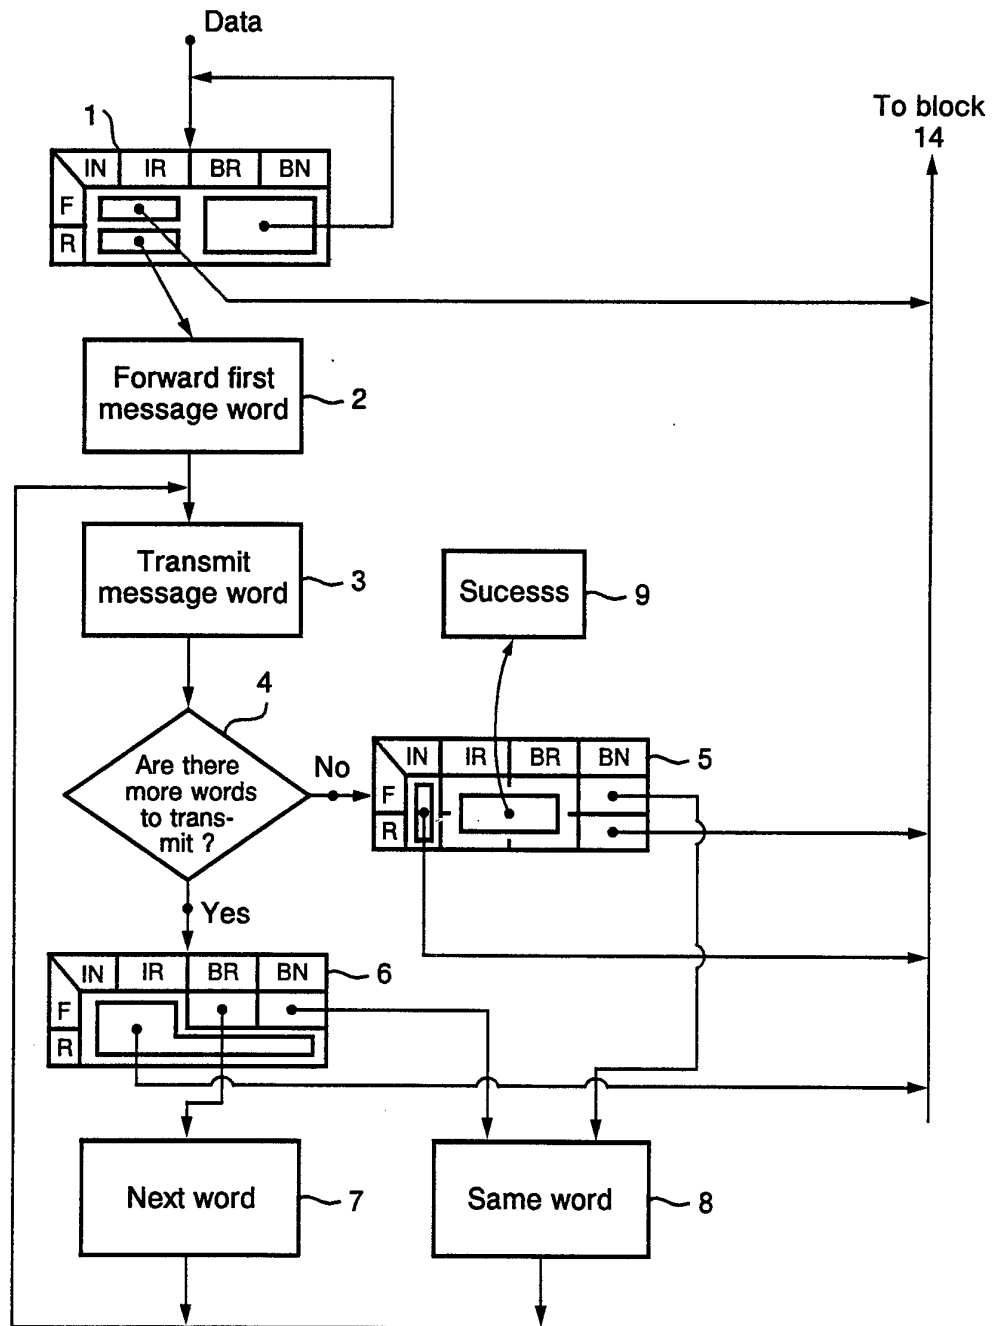 Data
To block
14
1
IN IR BR BN
F
R
Forward first
message word
2
Transmit
message word
3
Sucesss
9
4
Are there
more words
to trans-
mit ?
No
IN IR BR BN
5
F
R
Yes
IN IR BR BN
6
F
R
Next word
7
Same word
8